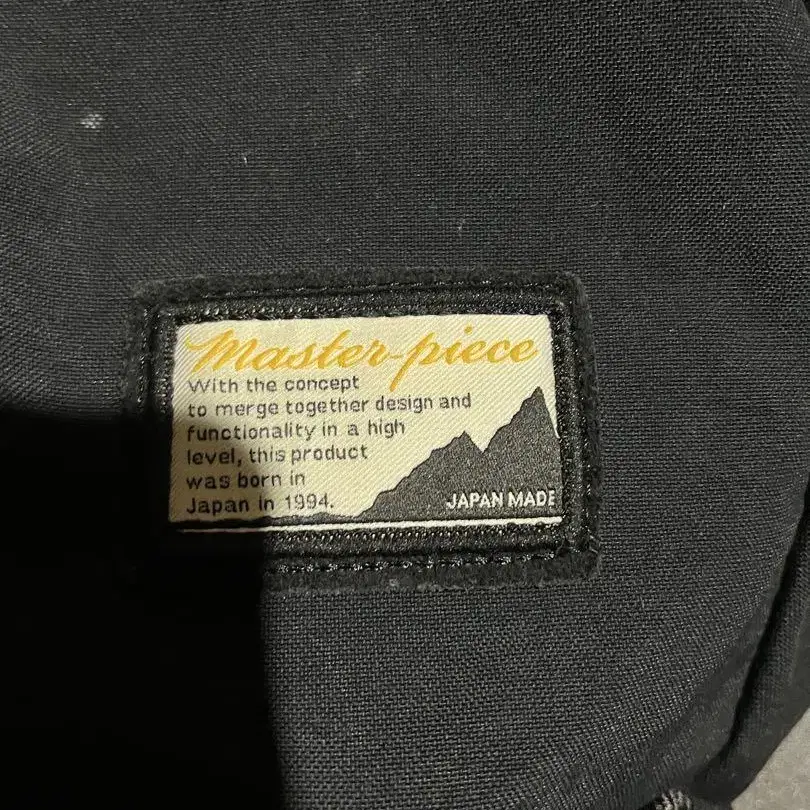 Master-piece
With the concept
to merge together design and
functionality in a high
level, this product
was born in
Japan in 1994.
JAPAN MADE